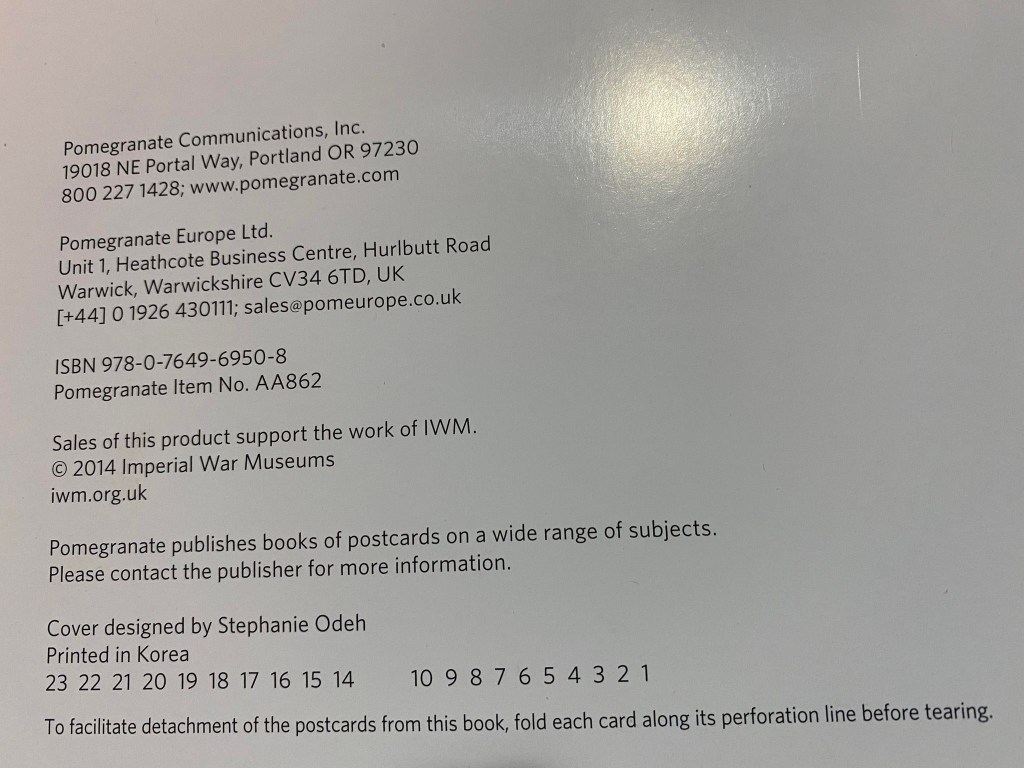 Pomegranate Communications, Inc.
19018 NE Portal Way, Portland OR 97230
800 227 1428; www.pomegranate.com
Pomegranate Europe Ltd.
Unit 1, Heathcote Business Centre, Hurlbutt Road
Warwick, Warwickshire CV34 6TD, UK
[+44] 0 1926 430111; sales@pomeurope.co.uk
ISBN 978-0-7649-6950-8
Pomegranate Item No. AA862
Sales of this product support the work of IWM.
© 2014 Imperial War Museums
iwm.org.uk
Pomegranate publishes books of postcards on a wide range of subjects.
Please contact the publisher for more information.
Cover designed by Stephanie Odeh
Printed in Korea
23 22 21 20 19 18 17 16 15 14 10 9 8 7 6 5 4 3 2 1
To facilitate detachment of the postcards from this book, fold each card along its perforation line before tearing.